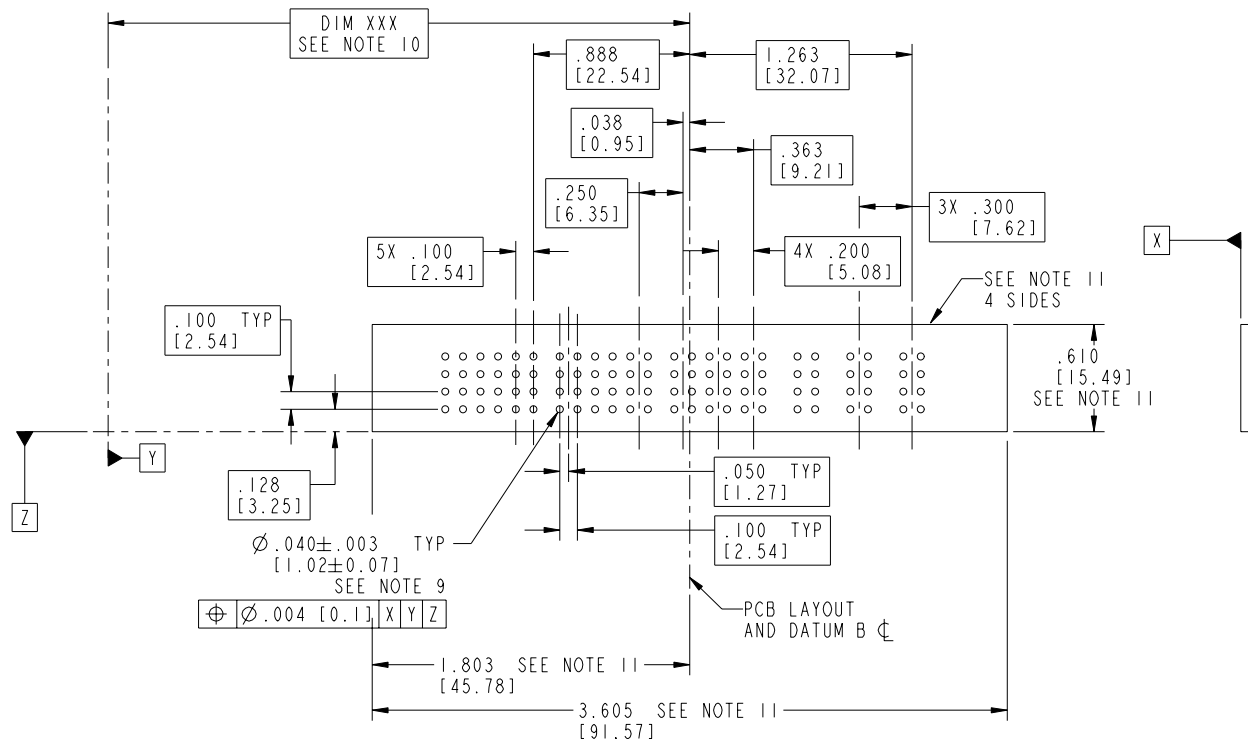 DIM XXX
SEE NOTE 10
.888
[22.54]
1.263
[32.07]
.038
[0.95]
.363
[9.21]
.250
[6.35]
3X .300
[7.62]
5X .100
[2.54]
4X .200
[5.08]
X
SEE NOTE 11
4 SIDES
.100 TYP
[2.54]
.610
[15.49]
SEE NOTE 11
Y
Z
.128
[3.25]
.050 TYP
[1.27]
.100 TYP
[2.54]
Ø.040±.003 TYP
[1.02±0.07]
SEE NOTE 9
⌖ Ø.004 [0.1] X Y Z
PCB LAYOUT
AND DATUM B ℄
1.803 SEE NOTE 11
[45.78]
3.605 SEE NOTE 11
[91.57]